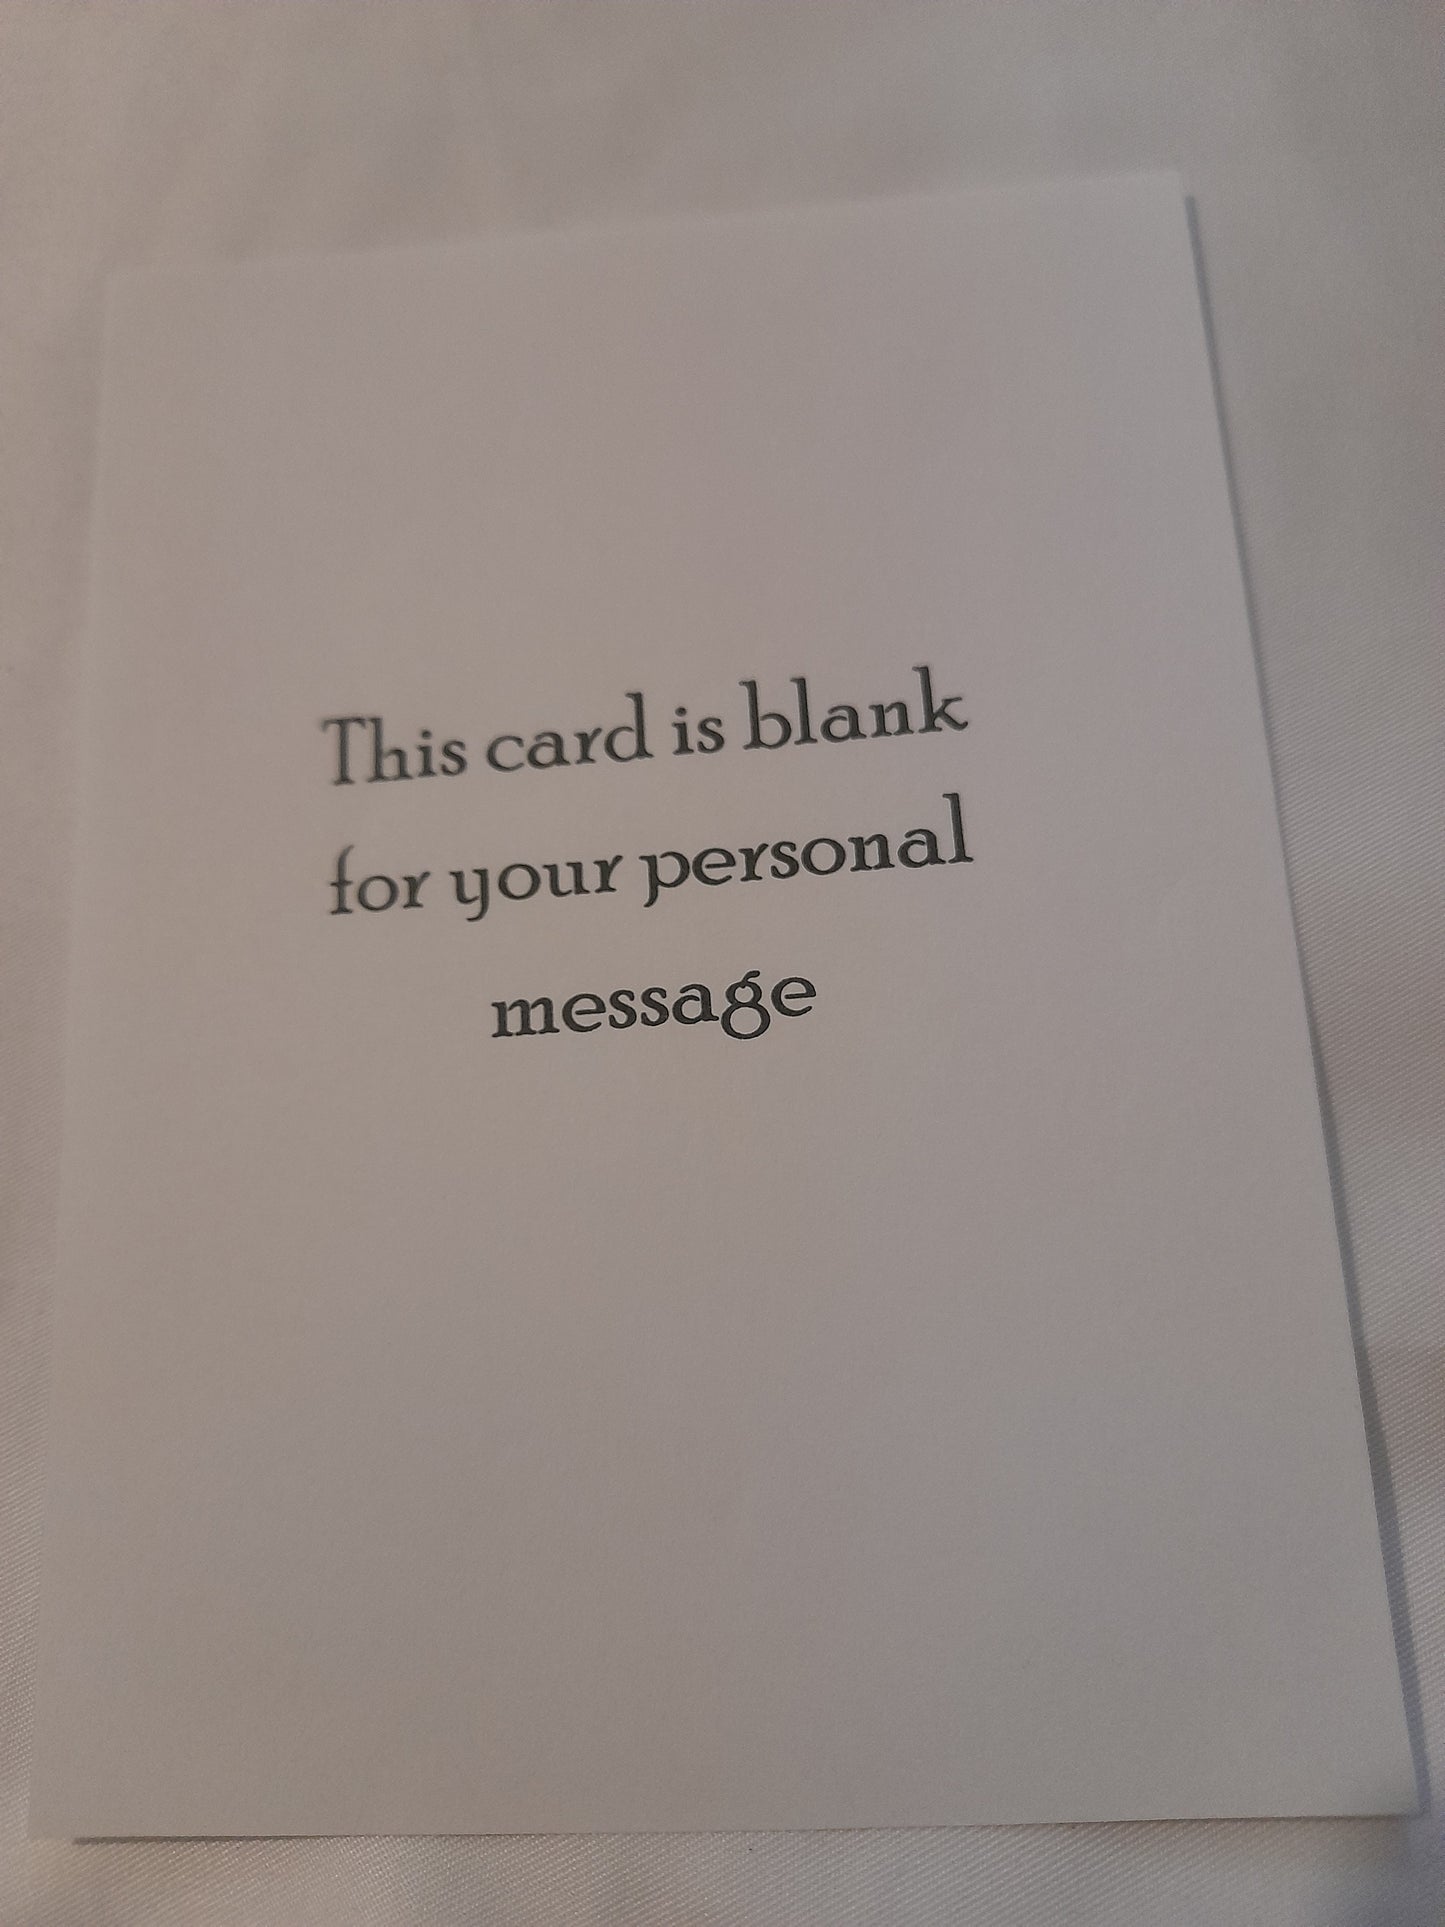 This card is blank
for your personal
message